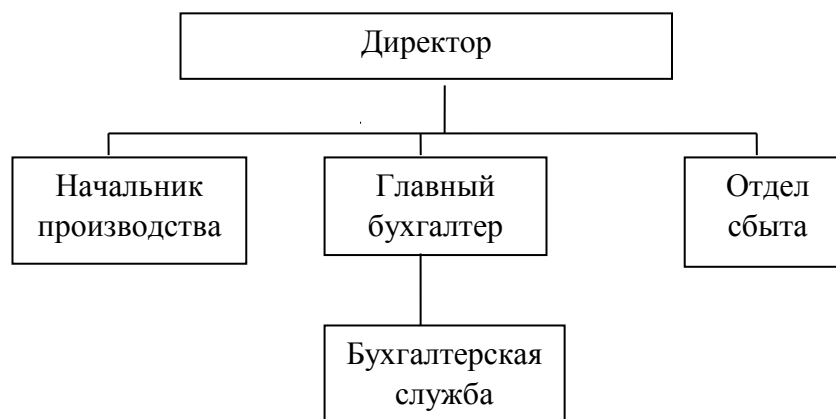 Директор
Начальник
производства
Главный
бухгалтер
Отдел
сбыта
Бухгалтерская
служба